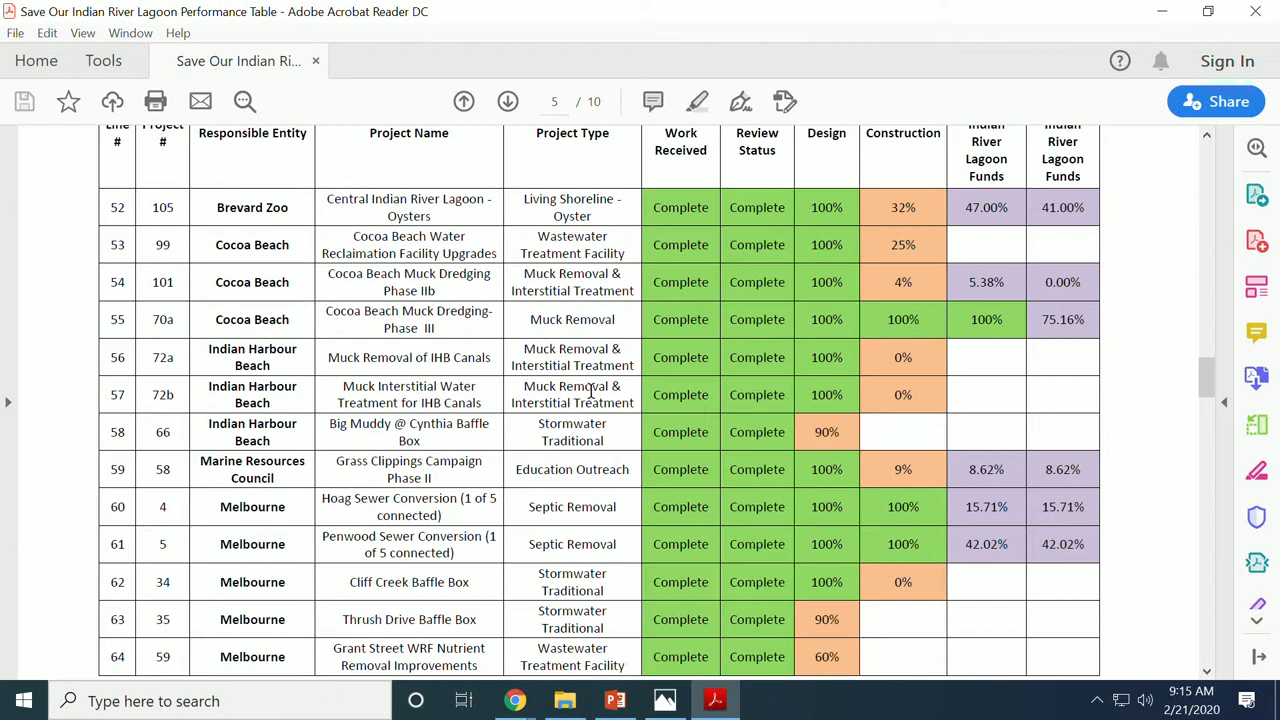 Save Our Indian River Lagoon Performance Table - Adobe Acrobat Reader DC
File Edit View Window Help
Home Tools Save Our Indian Ri... × Sign In
5 / 10 Share
Line # Project # Responsible Entity Project Name Project Type Work Received Review Status Design Construction Indian River Lagoon Funds Indian River Lagoon Funds
52 105 Brevard Zoo Central Indian River Lagoon - Oysters Living Shoreline - Oyster Complete Complete 100% 32% 47.00% 41.00%
53 99 Cocoa Beach Cocoa Beach Water Reclamation Facility Upgrades Wastewater Treatment Facility Complete Complete 100% 25%
54 101 Cocoa Beach Cocoa Beach Muck Dredging Phase IIb Muck Removal & Interstitial Treatment Complete Complete 100% 4% 5.38% 0.00%
55 70a Cocoa Beach Cocoa Beach Muck Dredging- Phase III Muck Removal Complete Complete 100% 100% 100% 75.16%
56 72a Indian Harbour Beach Muck Removal of IHB Canals Muck Removal & Interstitial Treatment Complete Complete 100% 0%
57 72b Indian Harbour Beach Muck Interstitial Water Treatment for IHB Canals Muck Removal & Interstitial Treatment Complete Complete 100% 0%
58 66 Indian Harbour Beach Big Muddy @ Cynthia Baffle Box Stormwater Traditional Complete Complete 90%
59 58 Marine Resources Council Grass Clippings Campaign Phase II Education Outreach Complete Complete 100% 9% 8.62% 8.62%
60 4 Melbourne Hoag Sewer Conversion (1 of 5 connected) Septic Removal Complete Complete 100% 100% 15.71% 15.71%
61 5 Melbourne Penwood Sewer Conversion (1 of 5 connected) Septic Removal Complete Complete 100% 100% 42.02% 42.02%
62 34 Melbourne Cliff Creek Baffle Box Stormwater Traditional Complete Complete 100% 0%
63 35 Melbourne Thrush Drive Baffle Box Stormwater Traditional Complete Complete 90%
64 59 Melbourne Grant Street WRF Nutrient Removal Improvements Wastewater Treatment Facility Complete Complete 60%
Type here to search 9:15 AM
2/21/2020